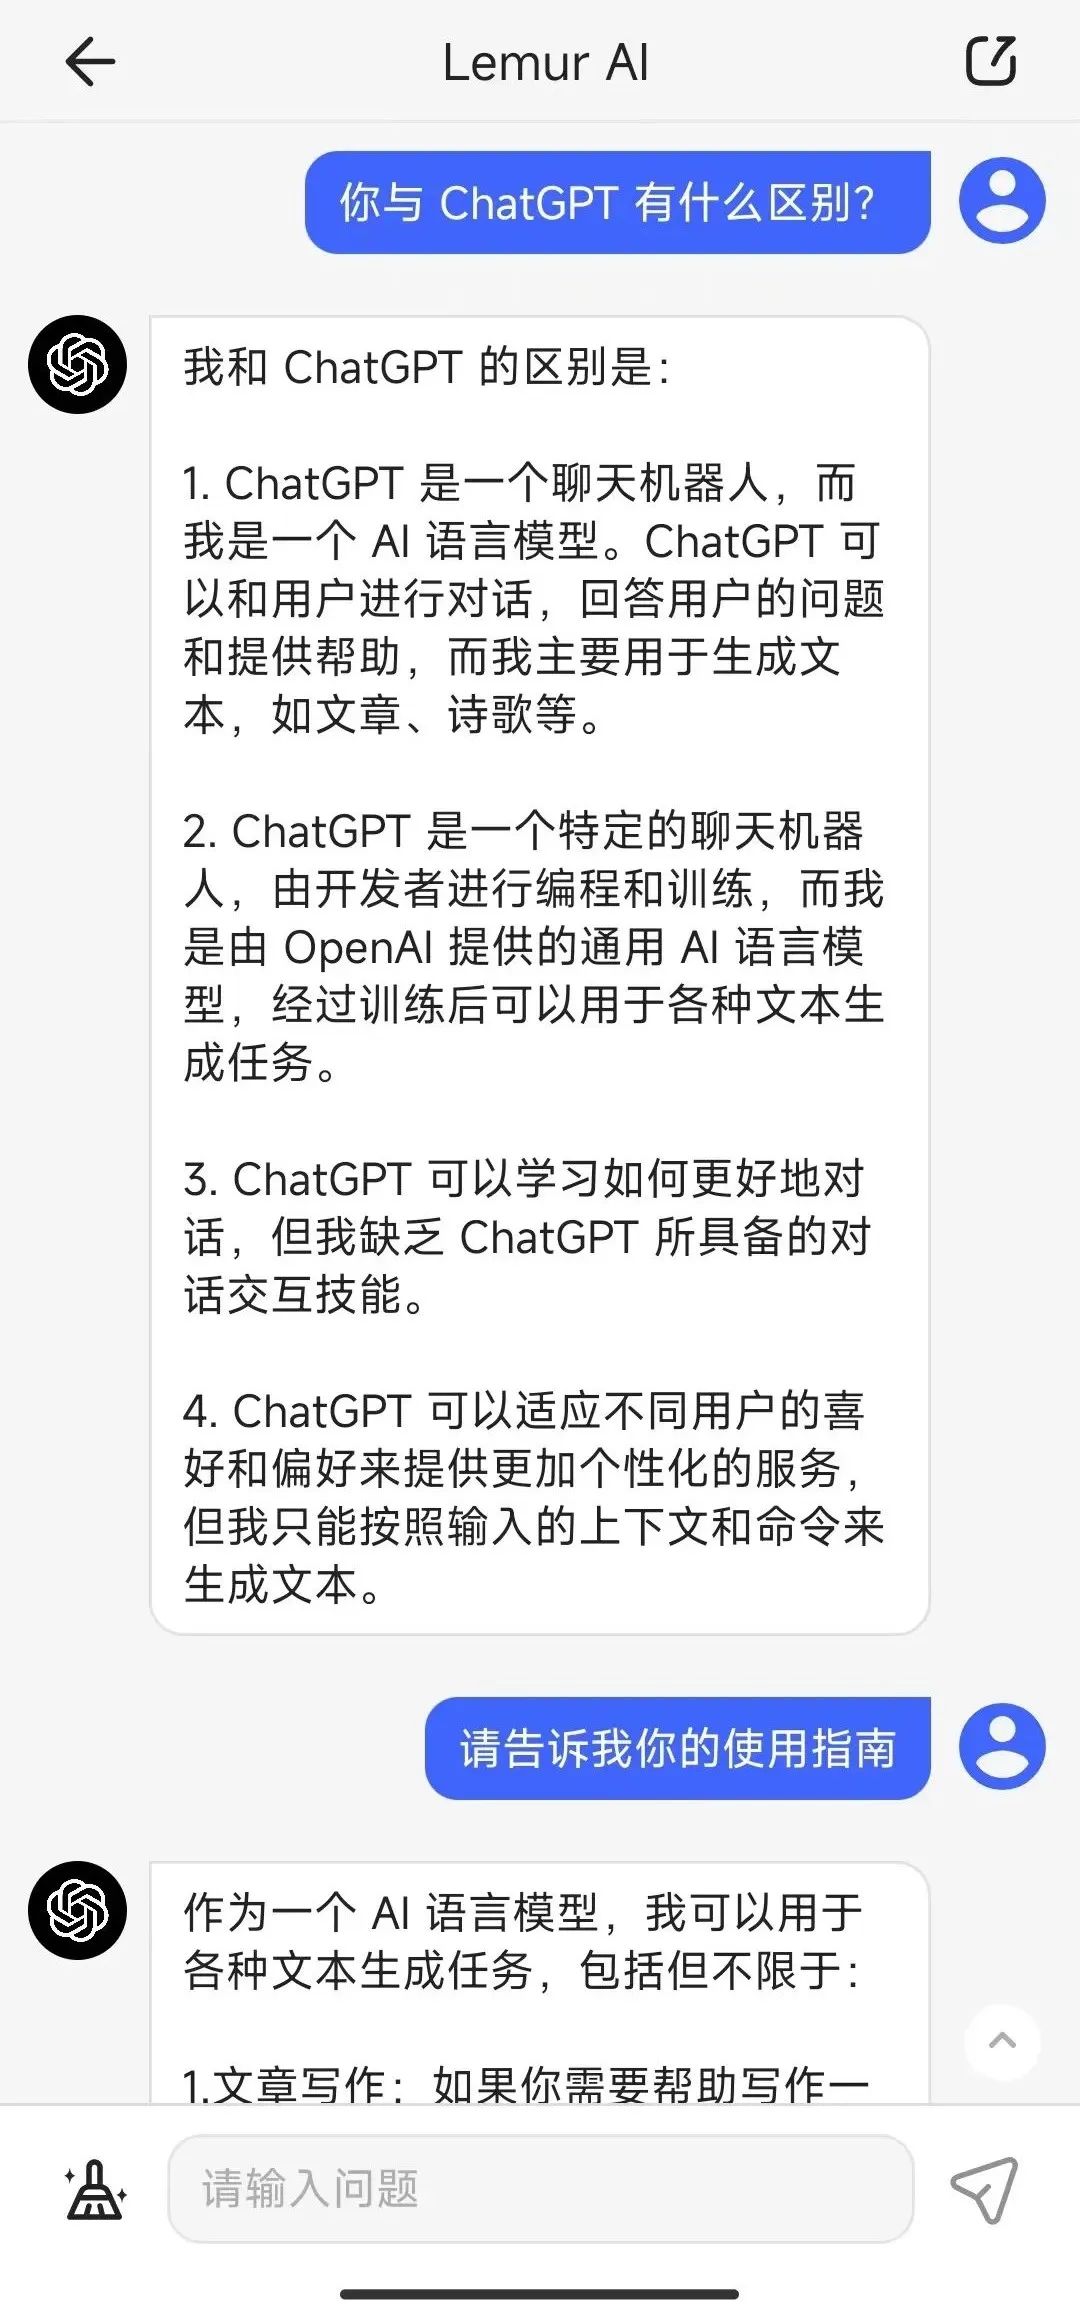 Lemur AI
你与 ChatGPT 有什么区别？
我和 ChatGPT 的区别是：
1. ChatGPT 是一个聊天机器人，而
我是一个 AI 语言模型。ChatGPT 可
以和用户进行对话，回答用户的问题
和提供帮助，而我主要用于生成文
本，如文章、诗歌等。
2. ChatGPT 是一个特定的聊天机器
人，由开发者进行编程和训练，而我
是由 OpenAI 提供的通用 AI 语言模
型，经过训练后可以用于各种文本生
成任务。
3. ChatGPT 可以学习如何更好地对
话，但我缺乏 ChatGPT 所具备的对
话交互技能。
4. ChatGPT 可以适应不同用户的喜
好和偏好来提供更加个性化的服务，
但我只能按照输入的上下文和命令来
生成文本。
请告诉我你的使用指南
作为一个 AI 语言模型，我可以用于
各种文本生成任务，包括但不限于：
1.文章写作：如果你需要帮助写作一
请输入问题